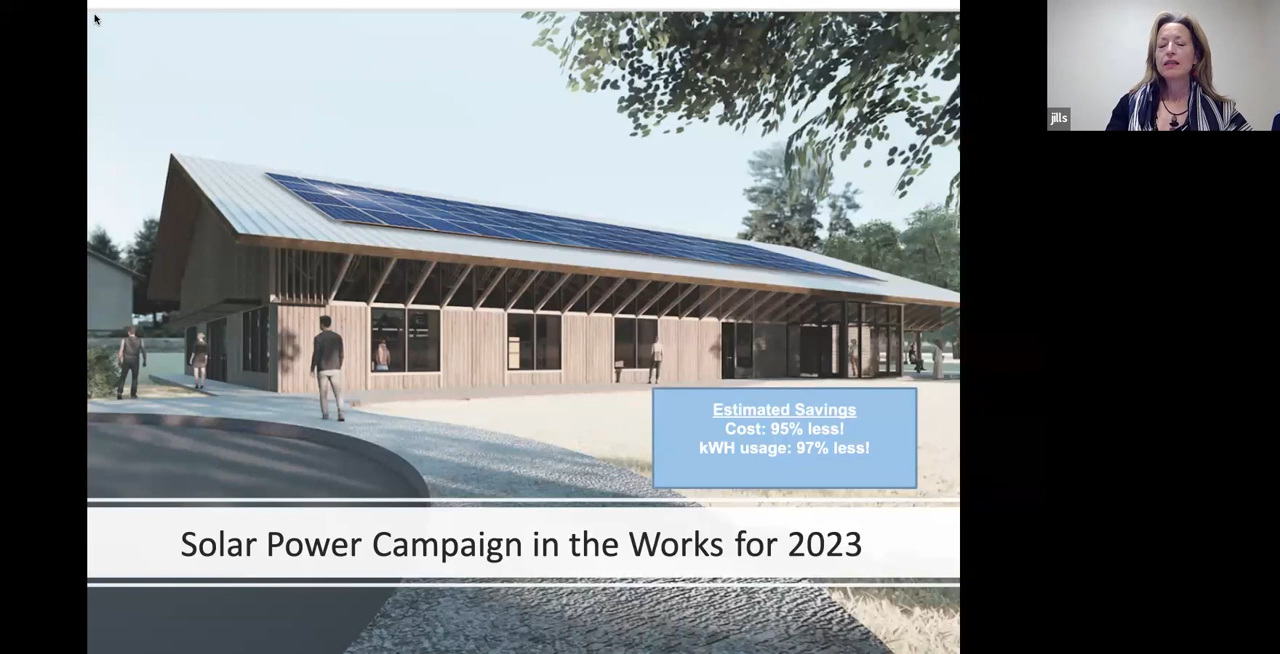 jills
Estimated Savings
Cost: 95% less!
kWH usage: 97% less!
Solar Power Campaign in the Works for 2023